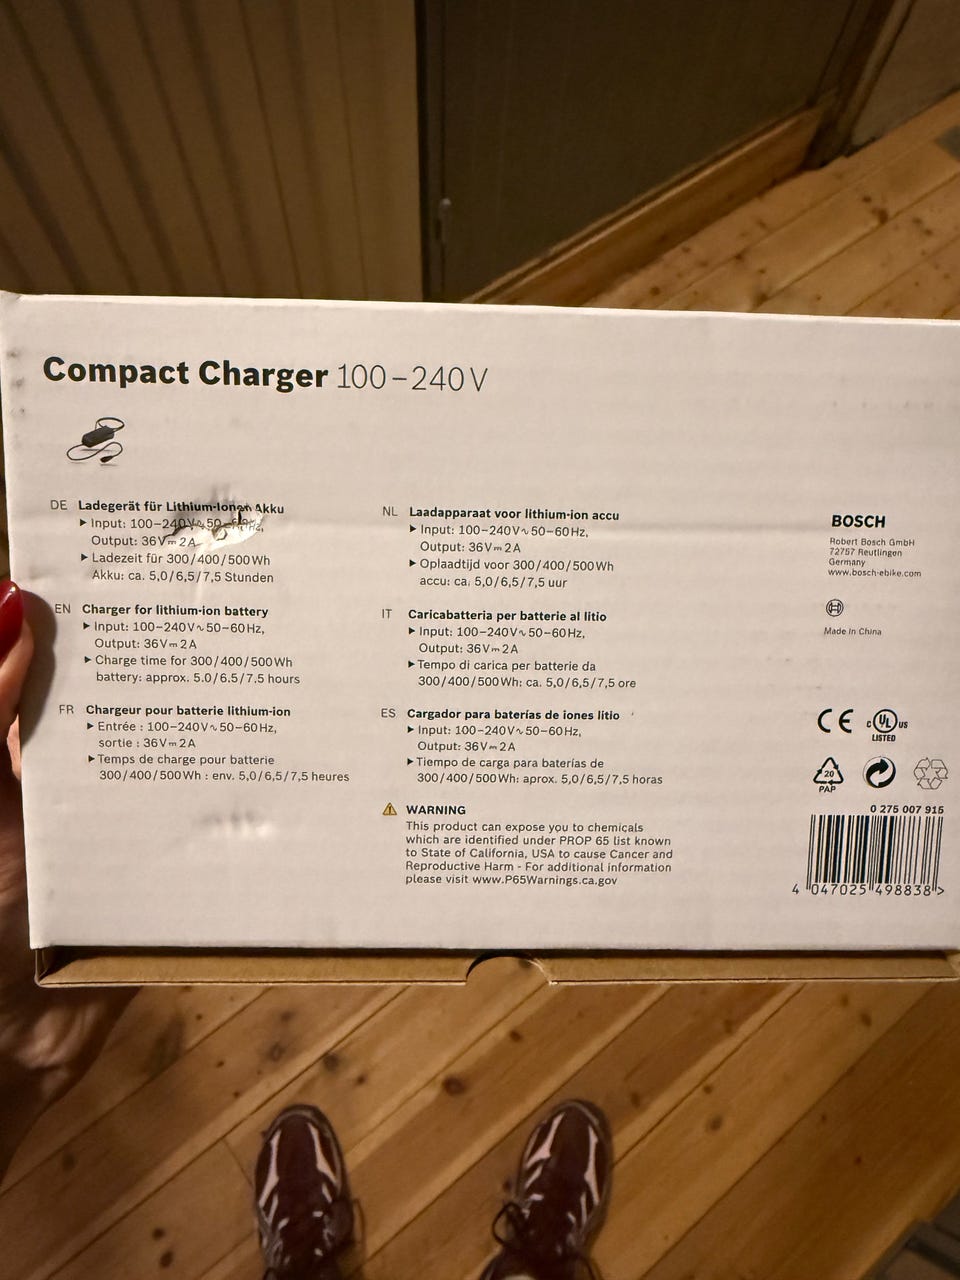 Compact Charger 100–240 V
DE Ladegerät für Lithium-Ionen Akku
▶ Input: 100–240V∿50–60Hz,
Output: 36V⎓2A
▶ Ladezeit für 300/400/500Wh
Akku: ca. 5,0/6,5/7,5 Stunden
EN Charger for lithium-ion battery
▶ Input: 100–240V∿50–60Hz,
Output: 36V⎓2A
▶ Charge time for 300/400/500Wh
battery: approx. 5.0/6.5/7.5 hours
FR Chargeur pour batterie lithium-ion
▶ Entrée : 100–240V∿50–60Hz,
sortie : 36V⎓2A
▶ Temps de charge pour batterie
300/400/500Wh : env. 5,0/6,5/7,5 heures
NL Laadapparaat voor lithium-ion accu
▶ Input: 100–240V∿50–60Hz,
Output: 36V⎓2A
▶ Oplaadtijd voor 300/400/500Wh
accu: ca. 5,0/6,5/7,5 uur
IT Caricabatteria per batterie al litio
▶ Input: 100–240V∿50–60Hz,
Output: 36V⎓2A
▶ Tempo di carica per batterie da
300/400/500Wh: ca. 5,0/6,5/7,5 ore
ES Cargador para baterías de iones litio
▶ Input: 100–240V∿50–60Hz,
Output: 36V⎓2A
▶ Tiempo de carga para baterías de
300/400/500Wh: aprox. 5,0/6,5/7,5 horas
⚠ WARNING
This product can expose you to chemicals
which are identified under PROP 65 list known
to State of California, USA to cause Cancer and
Reproductive Harm - For additional information
please visit www.P65Warnings.ca.gov
BOSCH
Robert Bosch GmbH
72757 Reutlingen
Germany
www.bosch-ebike.com
Made in China
CE c UL US
LISTED
20
PAP
0 275 007 915
4 047025 498838 >